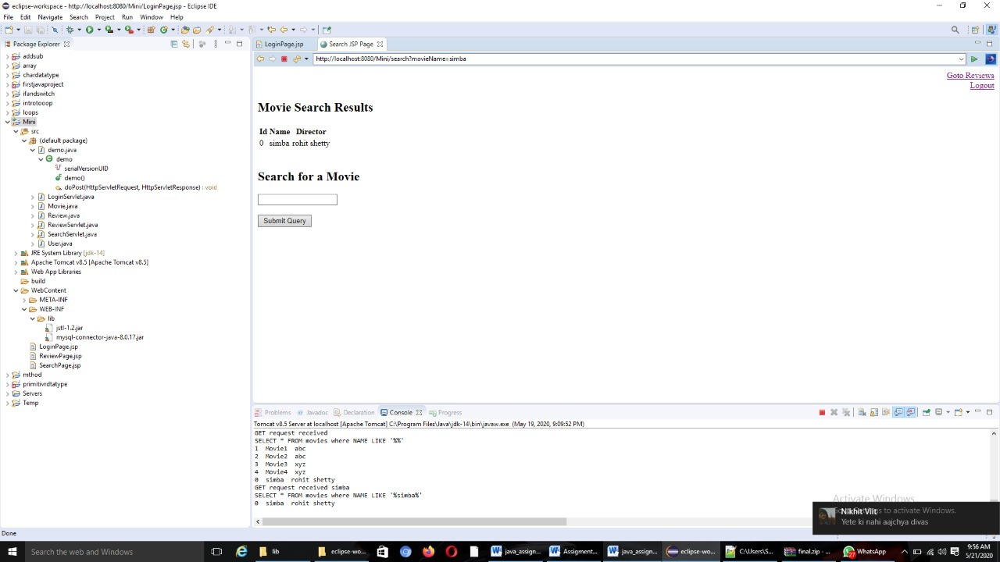 eclipse-workspace - http://localhost:8080/Mini/LoginPage.jsp - Eclipse IDE
File Edit Navigate Search Project Run Window Help
Package Explorer
LoginPage.jsp
Search JSP Page
http://localhost:8080/Mini/search?movieName=simba
addsub
array
chardatatype
firstjavaproject
ifandswitch
introtooop
loops
Mini
src
(default package)
demo.java
demo
serialVersionUID
demo()
doPost(HttpServletRequest, HttpServletResponse) : void
LoginServlet.java
Movie.java
Review.java
ReviewServlet.java
SearchServlet.java
User.java
JRE System Library [jdk-14]
Apache Tomcat v8.5 [Apache Tomcat v8.5]
Web App Libraries
build
WebContent
META-INF
WEB-INF
lib
jstl-1.2.jar
mysql-connector-java-8.0.17.jar
LoginPage.jsp
ReviewPage.jsp
SearchPage.jsp
mthod
primitivrdtatype
Servers
Temp
Goto Reviews
Logout
Movie Search Results
Id Name Director
0 simba rohit shetty
Search for a Movie
Submit Query
Problems Javadoc Declaration Console Progress
Tomcat v8.5 Server at localhost [Apache Tomcat] C:\Program Files\Java\jdk-14\bin\javaw.exe (May 19, 2020, 9:09:52 PM)
GET request received
SELECT * FROM movies where NAME LIKE '%%'
1 Movie1 abc
2 Movie2 abc
3 Movie3 xyz
4 Movie4 xyz
0 simba rohit shetty
GET request received simba
SELECT * FROM movies where NAME LIKE '%simba%'
0 simba rohit shetty
Activate Windows
to activate Windows.
Nikhit Viit
Yete ki nahi aajchya divas
Done
Search the web and Windows
lib
eclipse-wo...
java_assign...
Assigment...
java_assign...
eclipse-wo...
C:\Users\S...
final.zip - ...
27
WhatsApp
9:56 AM
5/21/2020